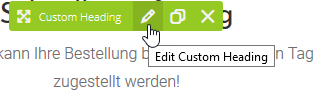 Custom Heading
kann Ihre Bestellung
Tag
Edit Custom Heading
zugestellt werden!